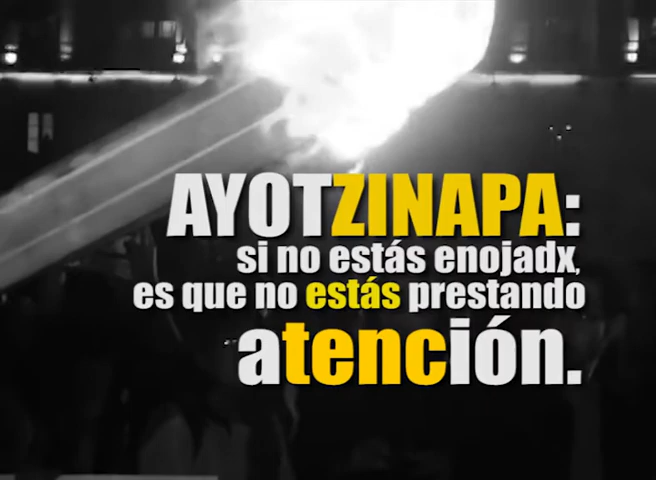 AYOTZINAPA:
si no estás enojadx,
es que no estás prestando
atención.